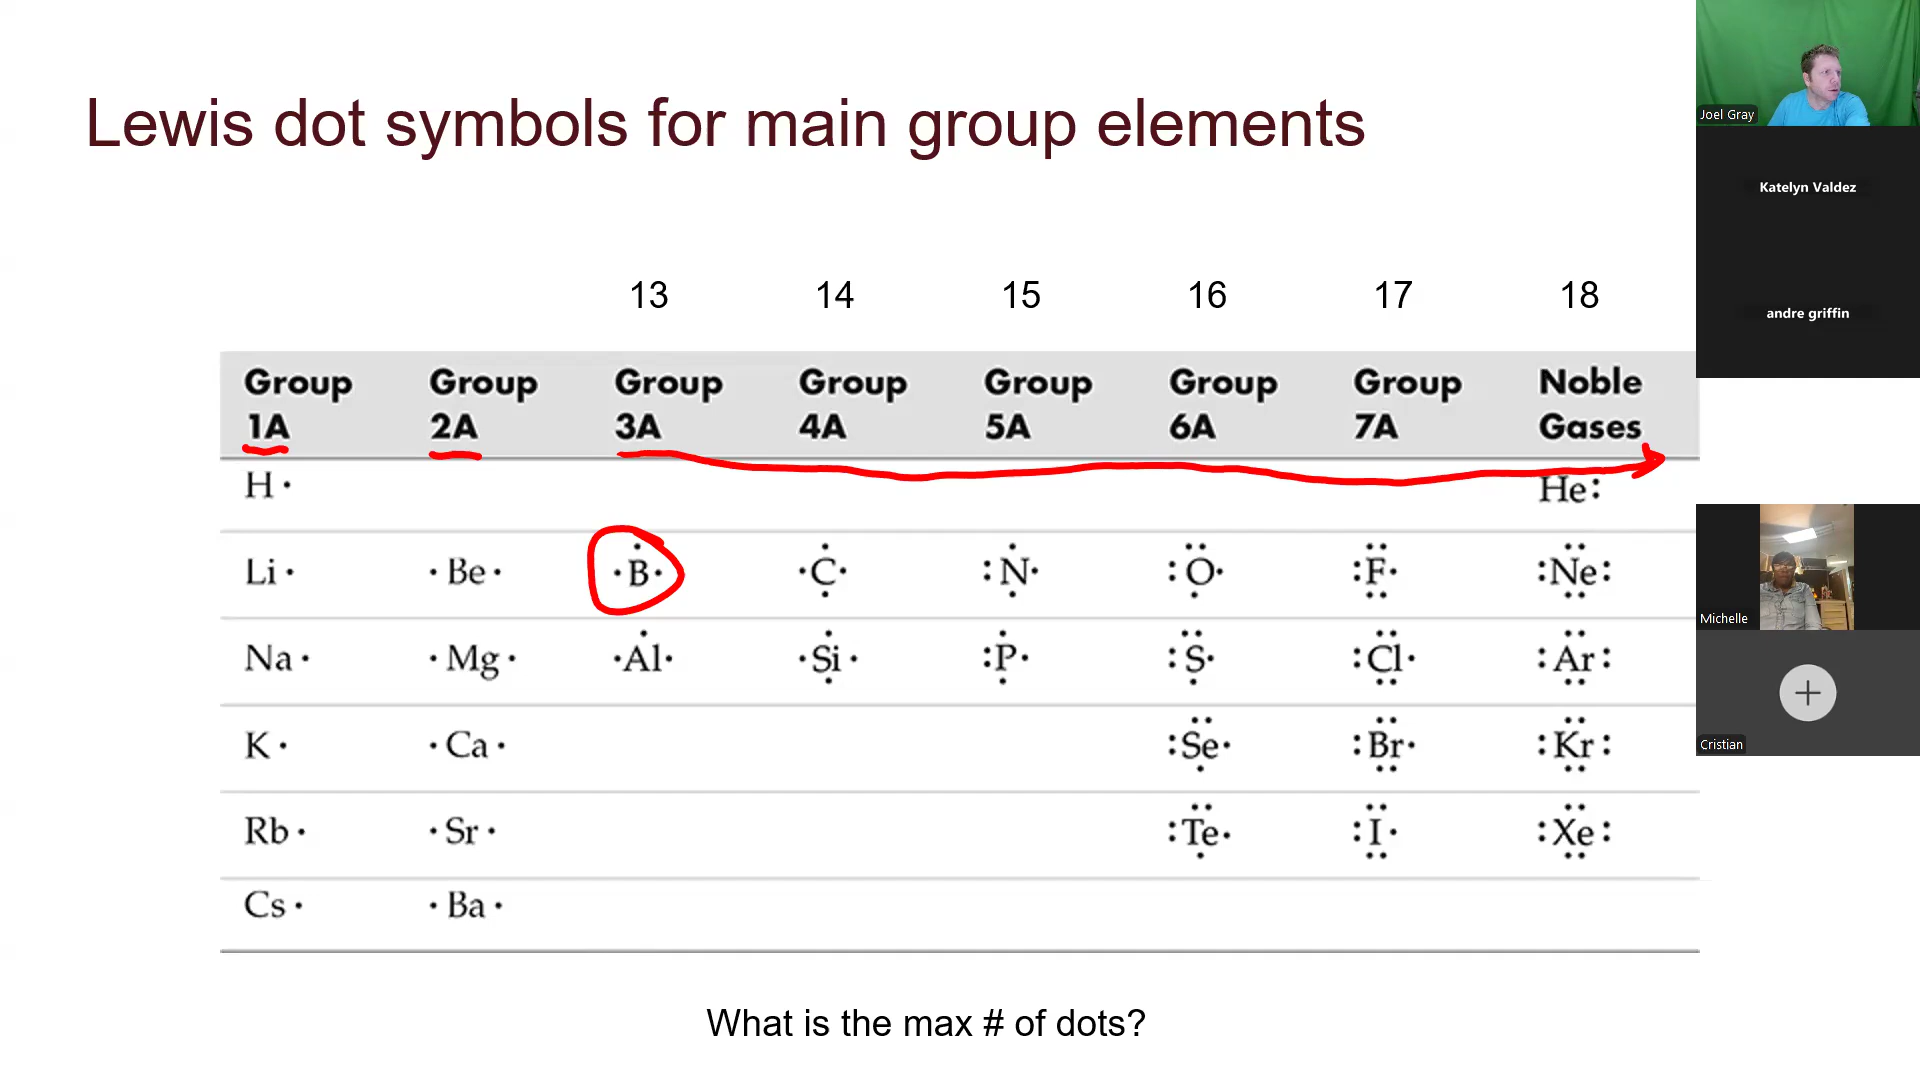 Lewis dot symbols for main group elements
13 14 15 16 17 18
Group Group Group Group Group Group Group Noble
1A 2A 3A 4A 5A 6A 7A Gases
H· He:
Li· ·Be· ·B· ·C· :N· :O· :F· :Ne:
Na· ·Mg· ·Al· ·Si· :P· :S· :Cl· :Ar:
K· ·Ca· :Se· :Br· :Kr:
Rb· ·Sr· :Te· :I· :Xe:
Cs· ·Ba·
What is the max # of dots?
Joel Gray
Katelyn Valdez
andre griffin
Michelle
Cristian